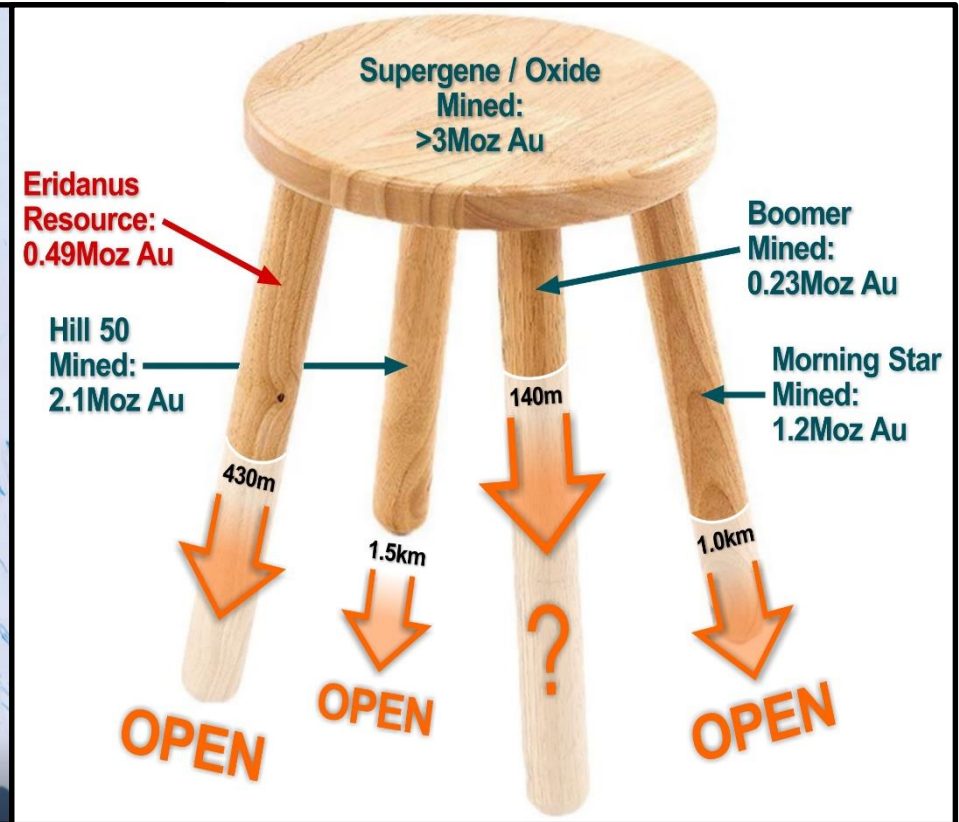 Supergene / Oxide
Mined:
>3Moz Au
Eridanus
Resource:
0.49Moz Au
Boomer
Mined:
0.23Moz Au
Hill 50
Mined:
2.1Moz Au
Morning Star
Mined:
1.2Moz Au
140m
430m
1.5km
1.0km
?
OPEN
OPEN
OPEN